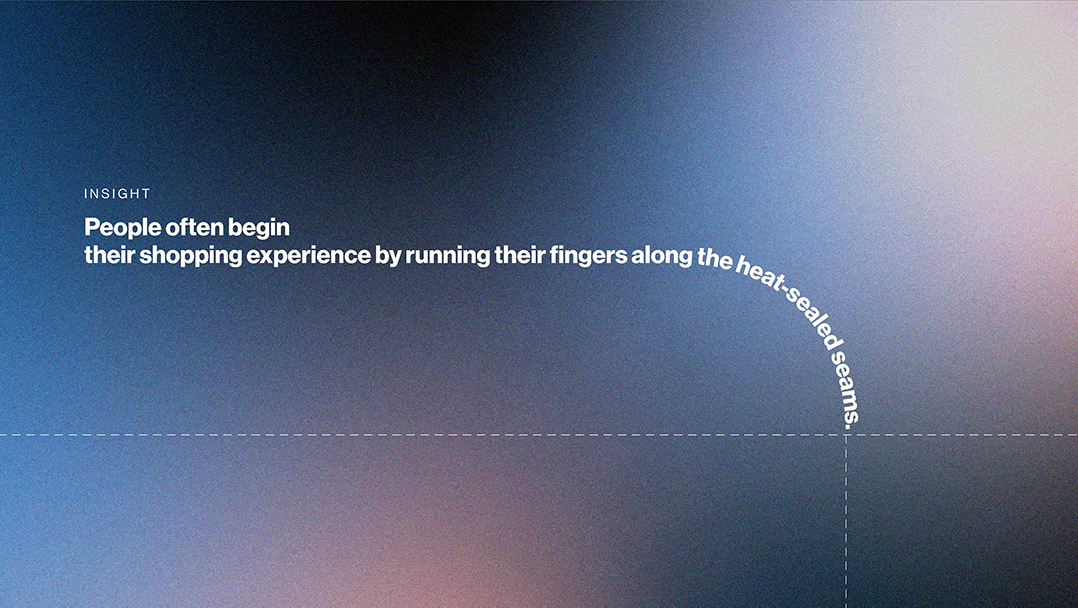 INSIGHT
People often begin
their shopping experience by running their fingers along the heat-sealed seams.